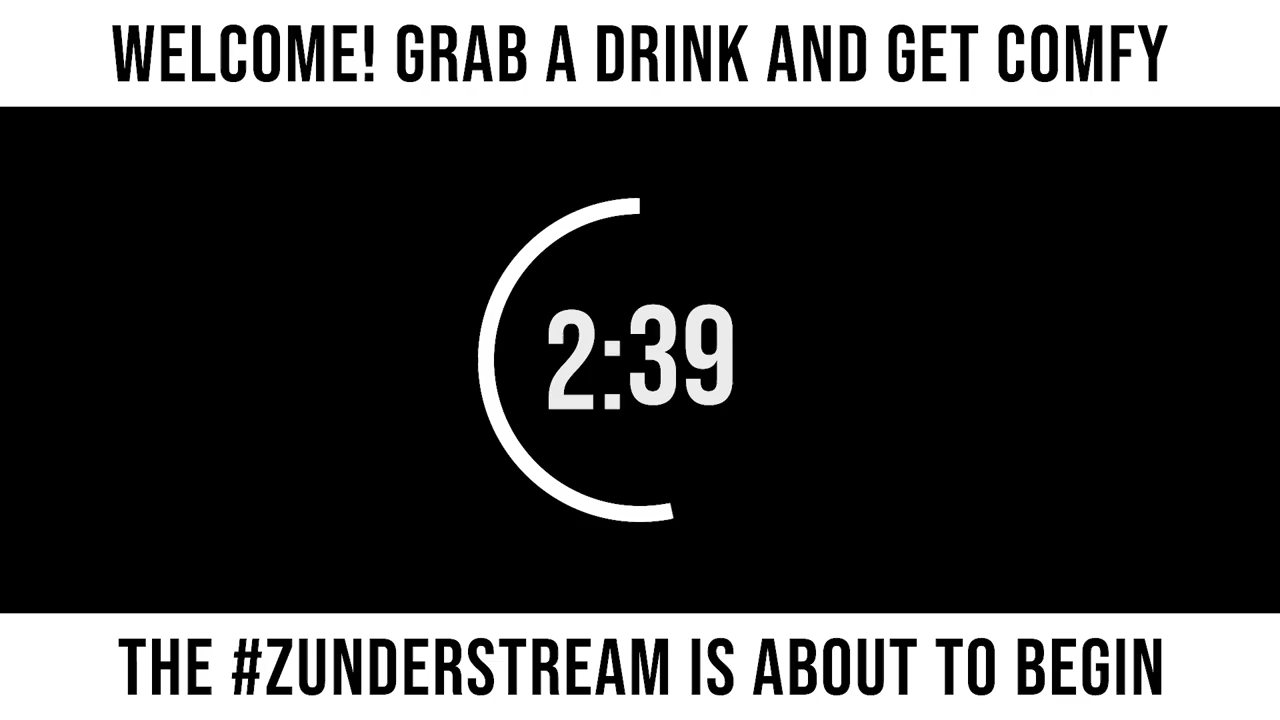 WELCOME! GRAB A DRINK AND GET COMFY
2:39
THE #ZUNDERSTREAM IS ABOUT TO BEGIN